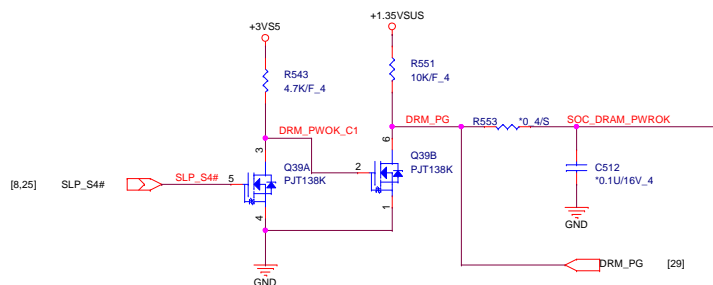 +3VS5
+1.35VSUS
R543
4.7K/F_4
R551
10K/F_4
DRM_PWOK_C1
DRM_PG
R553
*0_4/S
SOC_DRAM_PWROK
3
6
Q39A
PJT138K
2
Q39B
PJT138K
C512
*0.1U/16V_4
[8,25]
SLP_S4#
SLP_S4#
5
4
1
GND
GND
DRM_PG
[29]